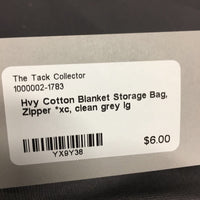 The Tack Collector
1000002-1783
Hvy Cotton Blanket Storage Bag,
Zipper *xc, clean grey lg
$6.00
YX9Y38